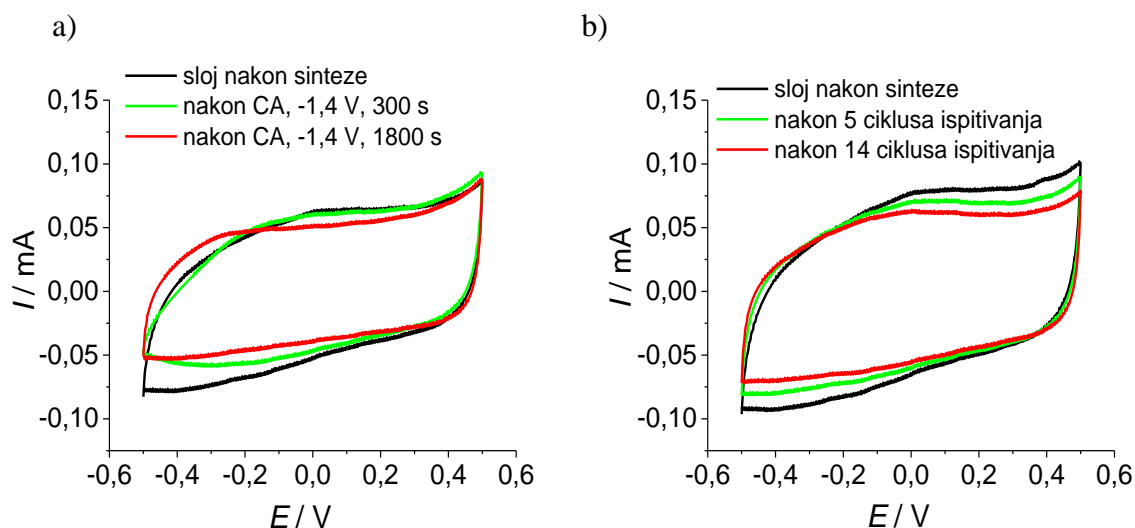 a)
sloj nakon sinteze
nakon CA, -1,4 V, 300 s
nakon CA, -1,4 V, 1800 s
0,15
0,10
0,05
0,00
-0,05
-0,10
I / mA
-0,6 -0,4 -0,2 0,0 0,2 0,4 0,6
E / V
b)
sloj nakon sinteze
nakon 5 ciklusa ispitivanja
nakon 14 ciklusa ispitivanja
0,15
0,10
0,05
0,00
-0,05
-0,10
I / mA
-0,6 -0,4 -0,2 0,0 0,2 0,4 0,6
E / V